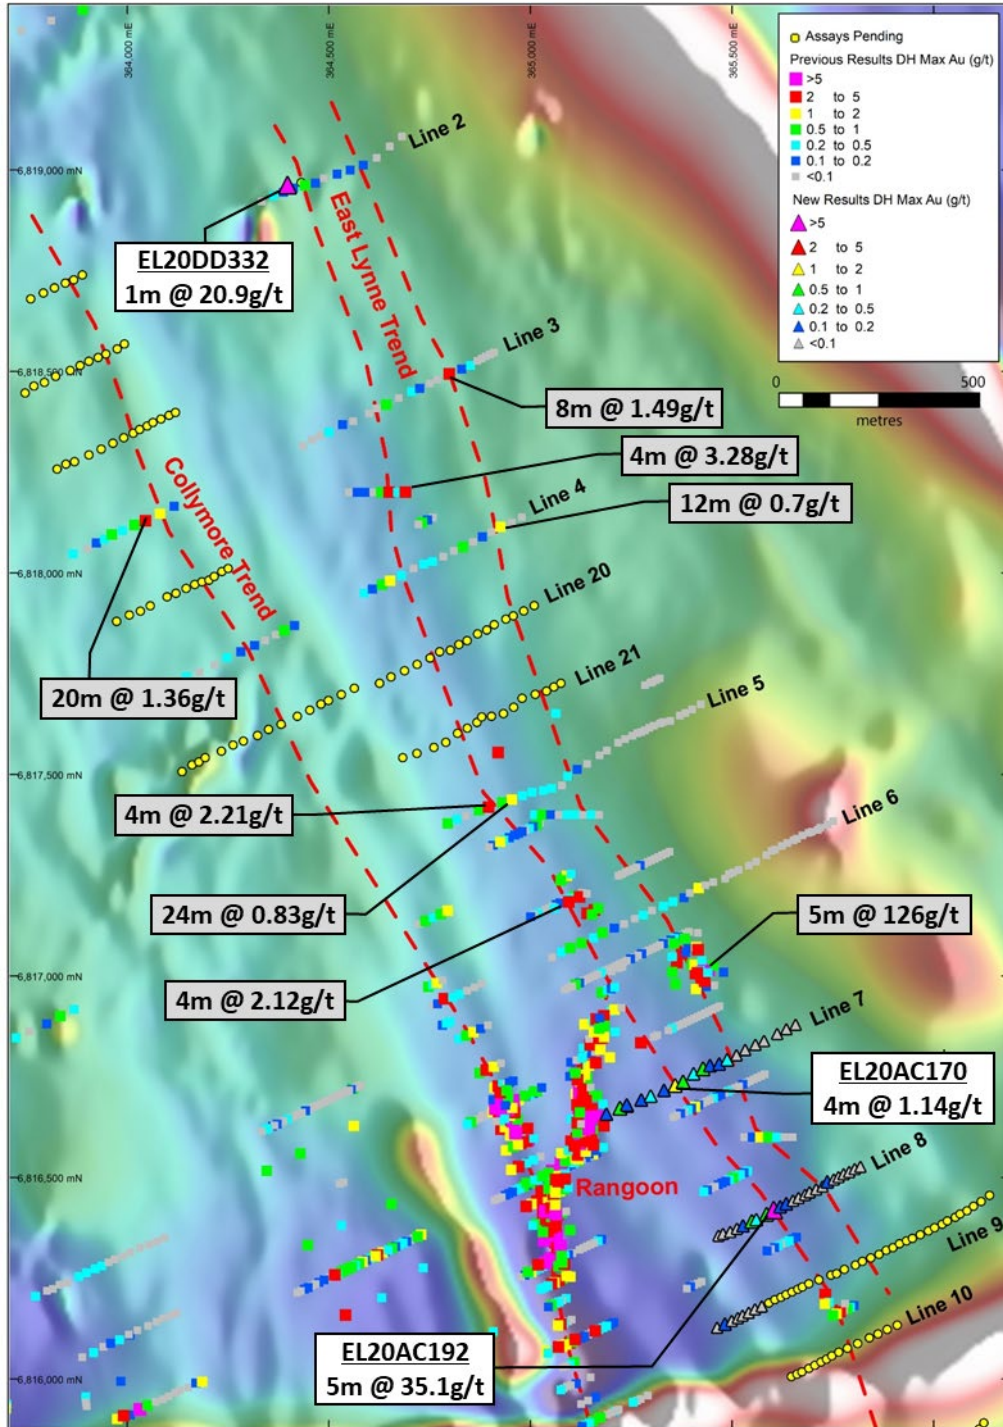 364,000 mE
364,500 mE
365,000 mE
365,500 mE
Assays Pending
Previous Results DH Max Au (g/t)
>5
2 to 5
1 to 2
0.5 to 1
0.2 to 0.5
0.1 to 0.2
<0.1
New Results DH Max Au (g/t)
>5
2 to 5
1 to 2
0.5 to 1
0.2 to 0.5
0.1 to 0.2
<0.1
0 500
metres
Line 2
6,819,000 mN
East Lynne Trend
EL20DD332
1m @ 20.9g/t
Line 3
6,818,500 mN
8m @ 1.49g/t
4m @ 3.28g/t
Line 4
12m @ 0.7g/t
Collymore Trend
6,818,000 mN
Line 20
20m @ 1.36g/t
Line 21
Line 5
6,817,500 mN
4m @ 2.21g/t
Line 6
24m @ 0.83g/t
5m @ 126g/t
6,817,000 mN
4m @ 2.12g/t
Line 7
EL20AC170
4m @ 1.14g/t
Line 8
6,816,500 mN
Rangoon
Line 9
Line 10
EL20AC192
5m @ 35.1g/t
6,816,000 mN